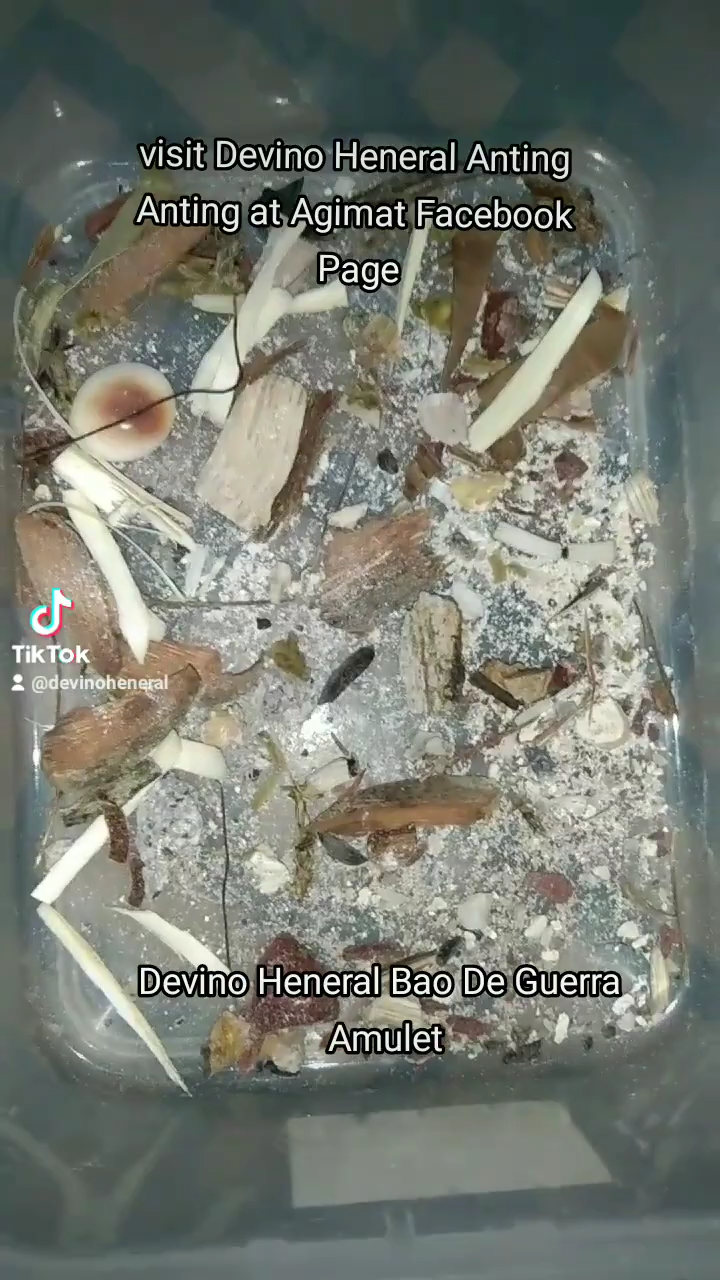 visit Devino Heneral Anting
Anting at Agimat Facebook
Page
TikTok
@devinoheneral
Devino Heneral Bao De Guerra
Amulet